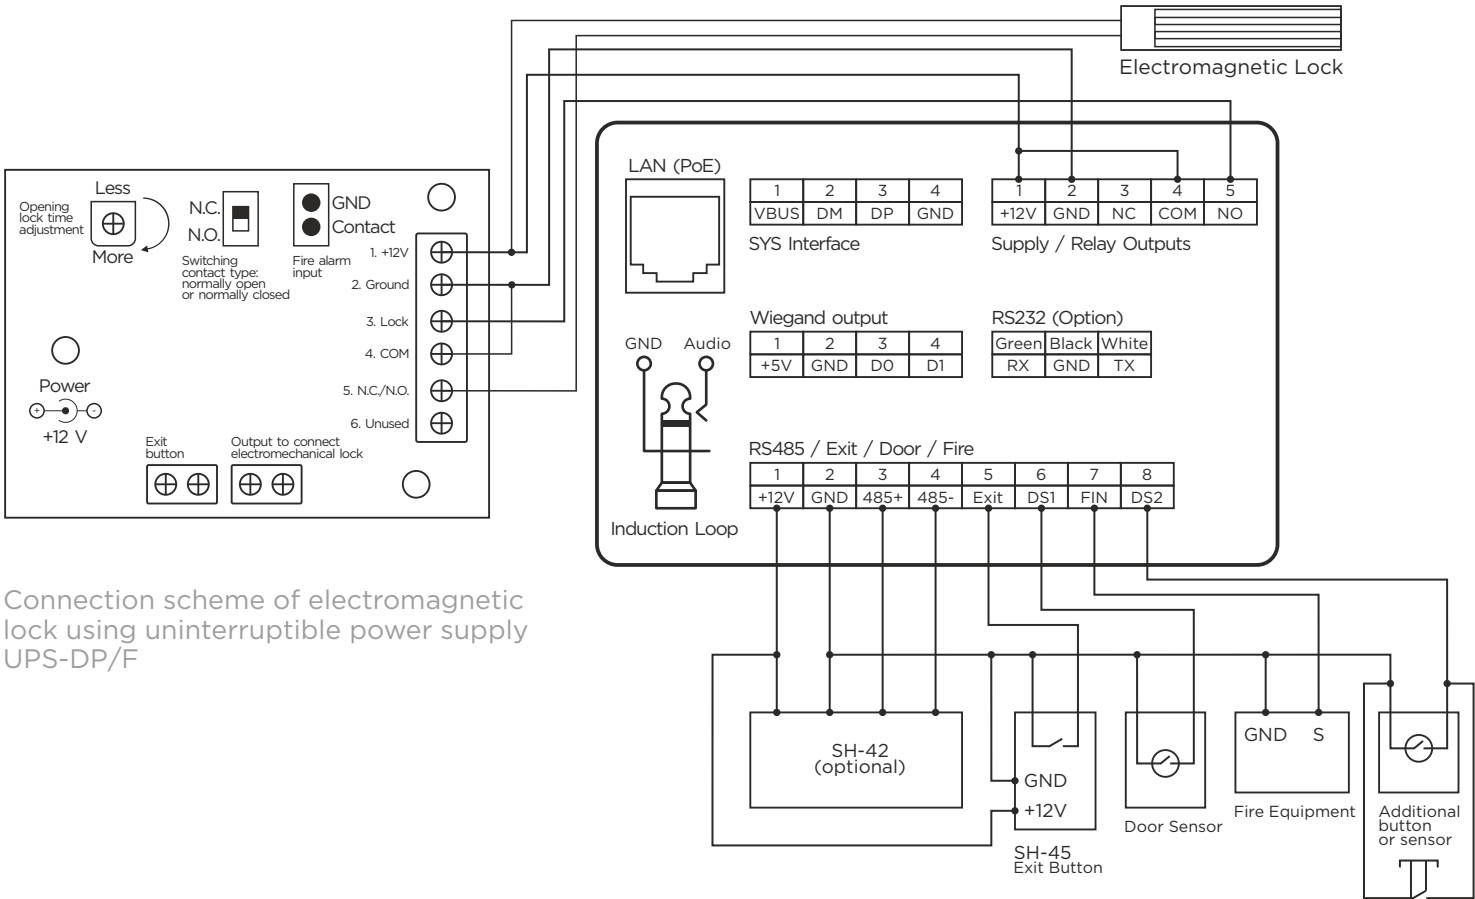 Electromagnetic Lock
Opening
lock time
adjustment
Less
More
N.C.
N.O.
Switching
contact type:
normally open
or normally closed
GND
Contact
Fire alarm
input
1. +12V
2. Ground
3. Lock
4. COM
5. N.C./N.O.
6. Unused
Power
+ -
+12 V
Exit
button
Output to connect
electromechanical lock
LAN (PoE)
1 2 3 4
VBUS DM DP GND
SYS Interface
1 2 3 4 5
+12V GND NC COM NO
Supply / Relay Outputs
Wiegand output
1 2 3 4
+5V GND D0 D1
RS232 (Option)
Green Black White
RX GND TX
GND Audio
Induction Loop
RS485 / Exit / Door / Fire
1 2 3 4 5 6 7 8
+12V GND 485+ 485- Exit DS1 FIN DS2
Connection scheme of electromagnetic
lock using uninterruptible power supply
UPS-DP/F
SH-42
(optional)
GND
+12V
SH-45
Exit Button
Door Sensor
GND S
Fire Equipment
Additional
button
or sensor